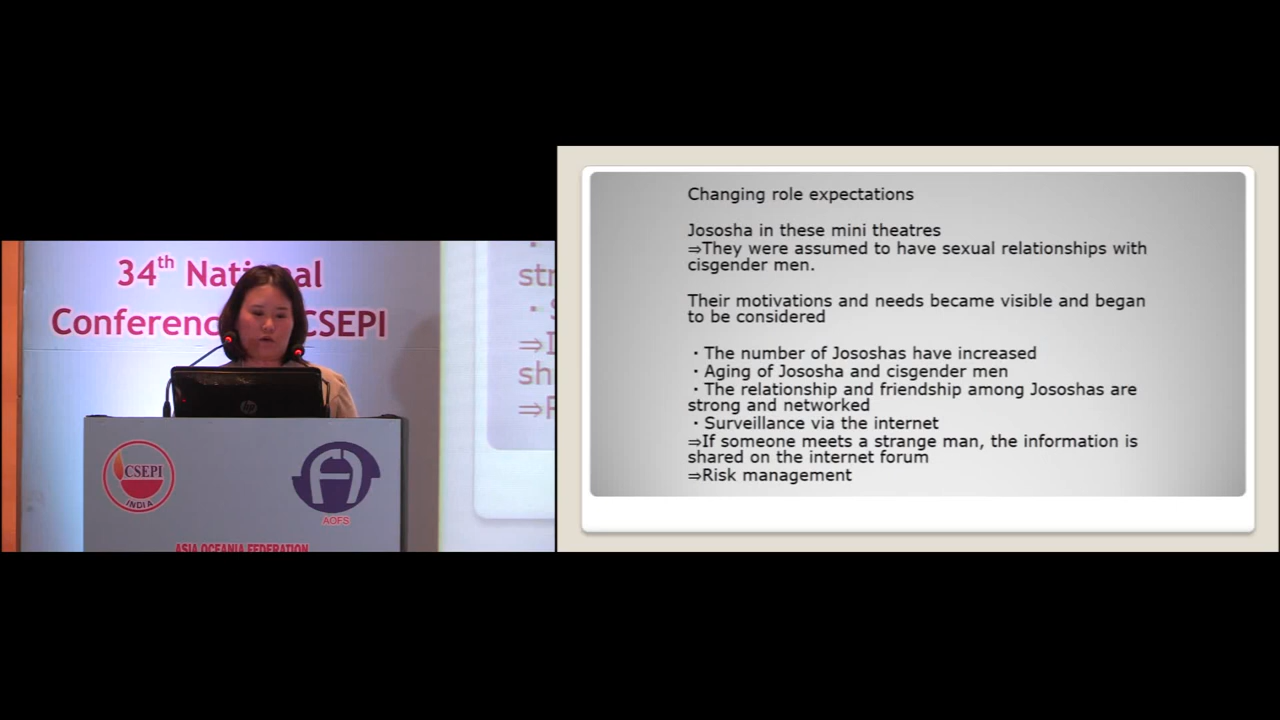 34th National
Conference CSEPI
str
⇒I
sh
⇒
CSEPI
INDIA
AOFS
ASIA OCEANIA FEDERATION
Changing role expectations
Jososha in these mini theatres
⇒They were assumed to have sexual relationships with
cisgender men.
Their motivations and needs became visible and began
to be considered
・The number of Jososhas have increased
・Aging of Jososha and cisgender men
・The relationship and friendship among Jososhas are
strong and networked
・Surveillance via the internet
⇒If someone meets a strange man, the information is
shared on the internet forum
⇒Risk management